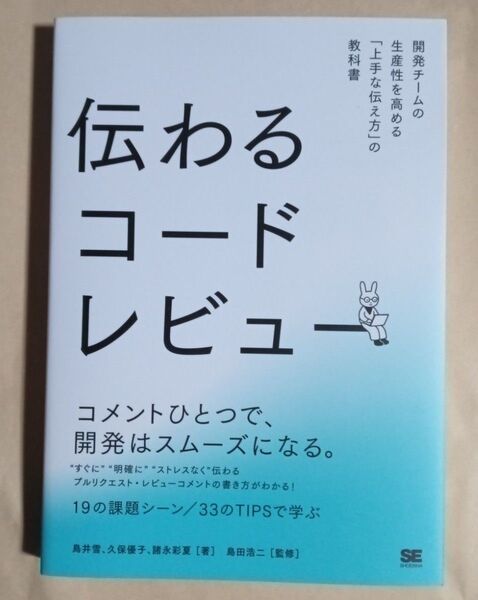 開発チームの
生産性を高める
「上手な伝え方」の
教科書
伝わる
コード
レビュー
コメントひとつで、
開発はスムーズになる。
"すぐに" "明確に" "ストレスなく"伝わる
プルリクエスト・レビューコメントの書き方がわかる!
19の課題シーン/33のTIPSで学ぶ
鳥井雪、久保優子、諸永彩夏［著］ 島田浩二［監修］
SE
SHOEISHA